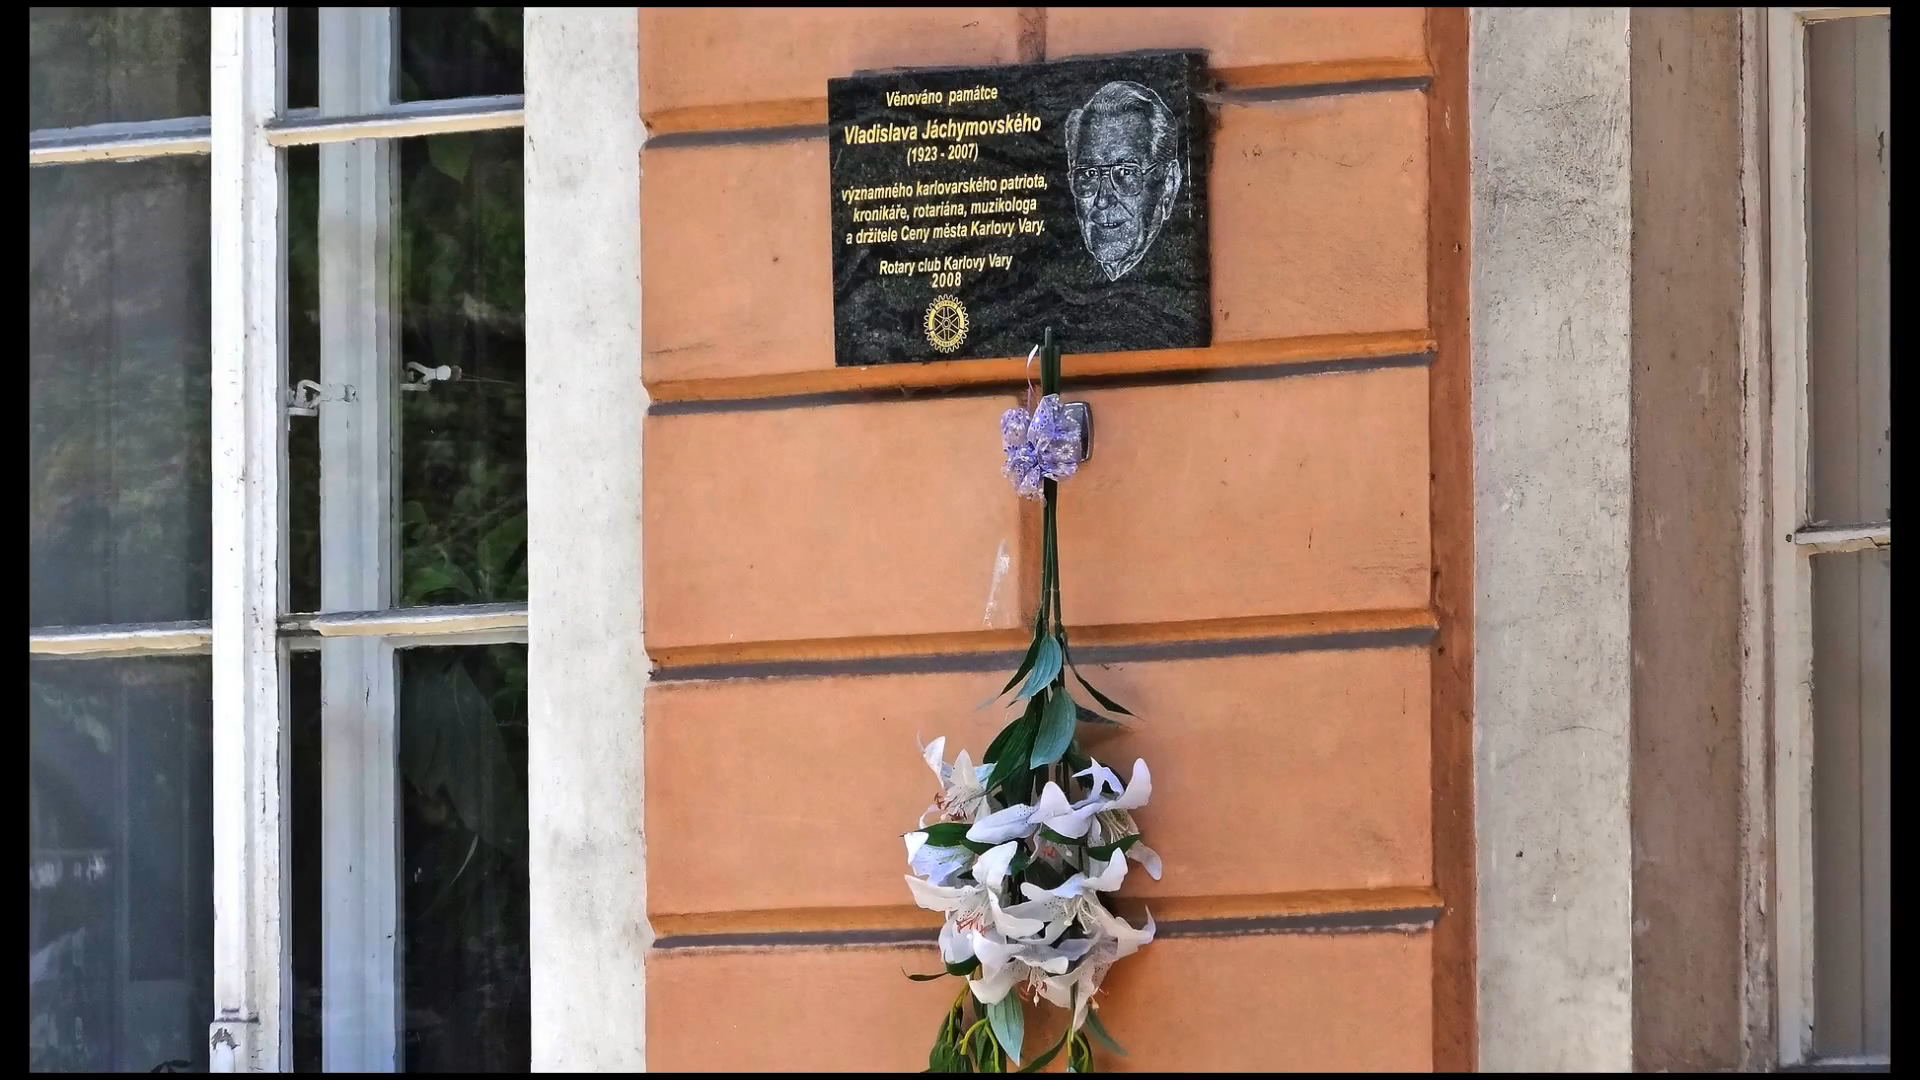 Věnováno památce
Vladislava Jáchymovského
(1923 - 2007)
významného karlovarského patriota,
kronikáře, rotariána, muzikologa
a držitele Ceny města Karlovy Vary.
Rotary club Karlovy Vary
2008